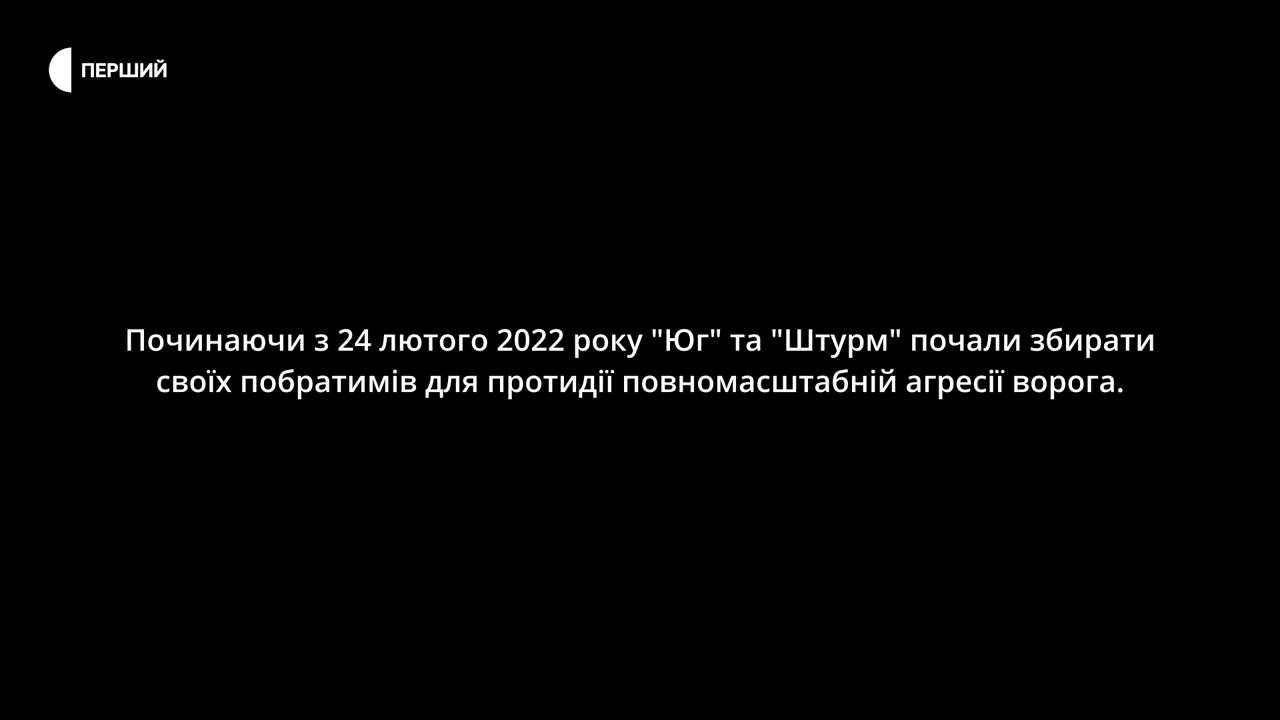 ПЕРШИЙ
Починаючи з 24 лютого 2022 року "Юг" та "Штурм" почали збирати
своїх побратимів для протидії повномасштабній агресії ворога.